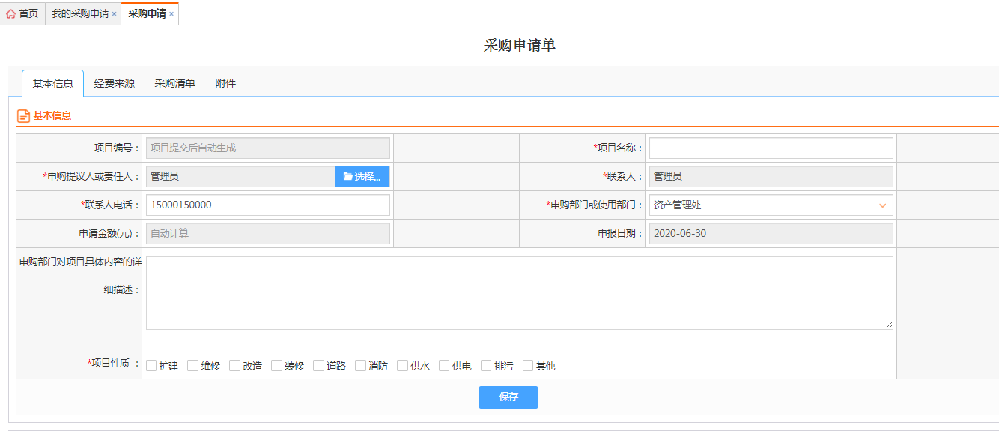 首页 我的采购申请 × 采购申请 ×
采购申请单
基本信息 经费来源 采购清单 附件
基本信息
项目编号： 项目提交后自动生成 *项目名称：
*申购提议人或责任人： 管理员 选择... *联系人： 管理员
*联系人电话： 15000150000 *申购部门或使用部门： 资产管理处
申请金额(元)： 自动计算 申报日期： 2020-06-30
申购部门对项目具体内容的详
细描述：
*项目性质 ： 扩建 维修 改造 装修 道路 消防 供水 供电 排污 其他
保存